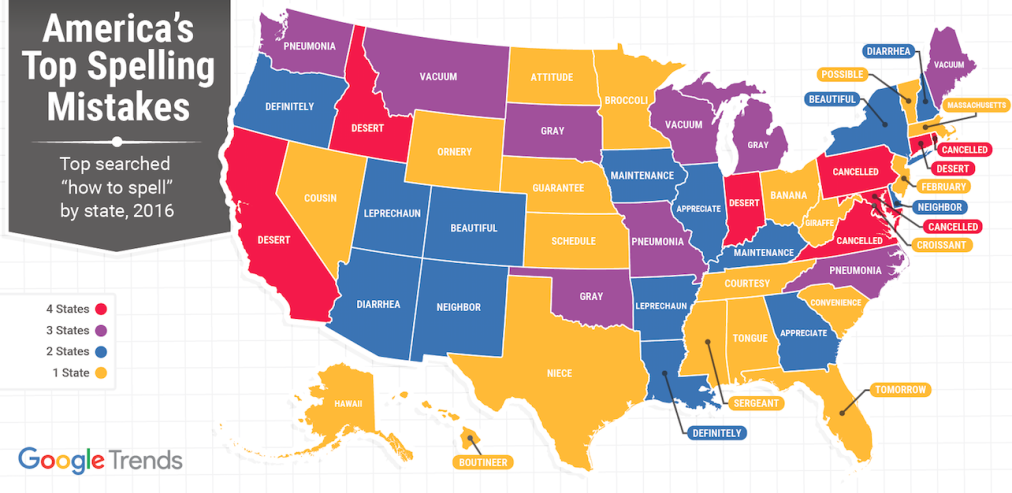 America's
Top Spelling
Mistakes
Top searched
"how to spell"
by state, 2016
PNEUMONIA
VACUUM
ATTITUDE
BROCCOLI
DIARRHEA
VACUUM
POSSIBLE
BEAUTIFUL
MASSACHUSETTS
DEFINITELY
DESERT
GRAY
VACUUM
GRAY
CANCELLED
DESERT
ORNERY
MAINTENANCE
CANCELLED
FEBRUARY
COUSIN
GUARANTEE
APPRECIATE
DESERT
BANANA
NEIGHBOR
LEPRECHAUN
BEAUTIFUL
SCHEDULE
GIRAFFE
CANCELLED
DESERT
PNEUMONIA
MAINTENANCE
CANCELLED
CROISSANT
DIARRHEA
NEIGHBOR
GRAY
LEPRECHAUN
COURTESY
PNEUMONIA
CONVENIENCE
NIECE
TONGUE
APPRECIATE
SERGEANT
TOMORROW
DEFINITELY
HAWAII
BOUTINEER
4 States
3 States
2 States
1 State
Google Trends